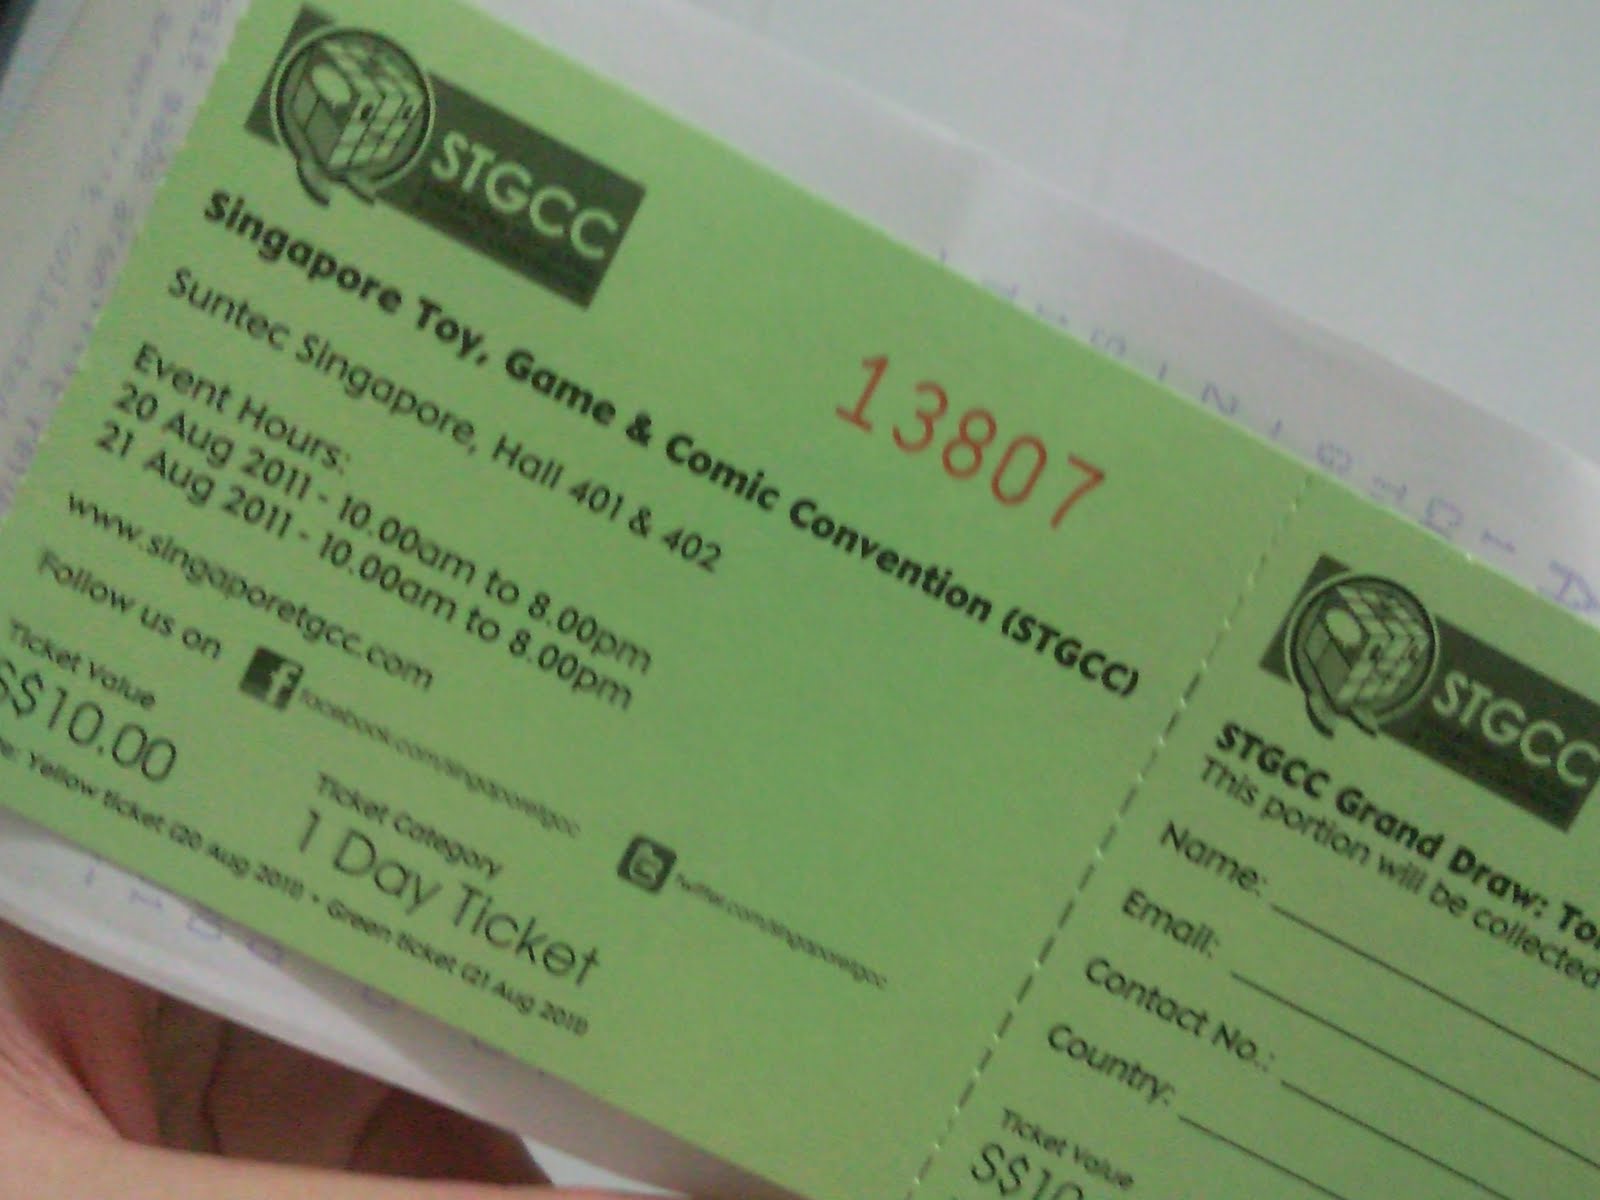 STGCC
Singapore Toy, Game & Comic Convention (STGCC)
13807
Suntec Singapore, Hall 401 & 402
Event Hours:
20 Aug 2011 - 10.00am to 8.00pm
21 Aug 2011 - 10.00am to 8.00pm
www.singaporetgcc.com
Follow us on
facebook.com/singaporetgcc
twitter.com/singaporetgcc
Ticket Value
S$10.00
Ticket Category
1 Day Ticket
Yellow ticket (20 Aug 2011) • Green ticket (21 Aug 2011)
STGCC
STGCC Grand Draw:
This portion will be collected
Name:
Email:
Contact No.:
Country:
Ticket Value
S$10